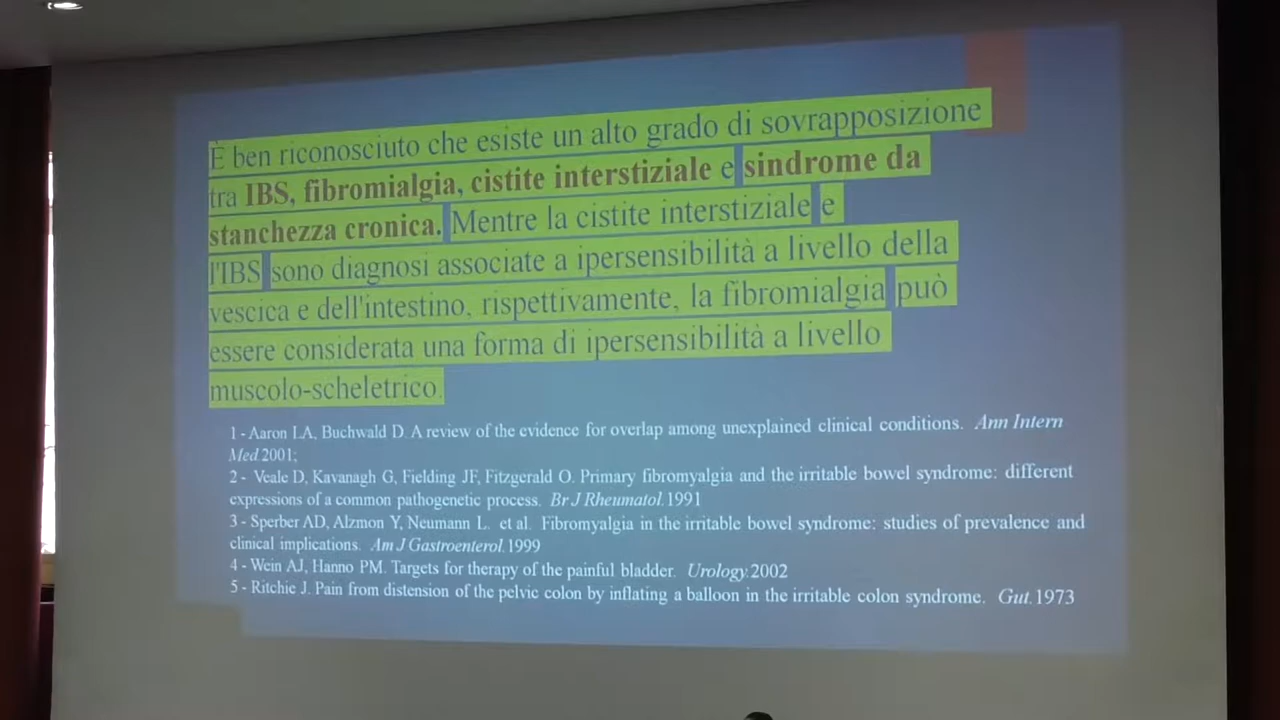 È ben riconosciuto che esiste un alto grado di sovrapposizione
tra IBS, fibromialgia, cistite interstiziale e sindrome da
stanchezza cronica. Mentre la cistite interstiziale e
l'IBS sono diagnosi associate a ipersensibilità a livello della
vescica e dell'intestino, rispettivamente, la fibromialgia può
essere considerata una forma di ipersensibilità a livello
muscolo-scheletrico.
1 - Aaron LA, Buchwald D. A review of the evidence for overlap among unexplained clinical conditions. Ann Intern
Med 2001;
2 - Veale D, Kavanagh G, Fielding JF, Fitzgerald O. Primary fibromyalgia and the irritable bowel syndrome: different
expressions of a common pathogenetic process. Br J Rheumatol. 1991
3 - Sperber AD, Alzmon Y, Neumann L. et al. Fibromyalgia in the irritable bowel syndrome: studies of prevalence and
clinical implications. Am J Gastroenterol. 1999
4 - Wein AJ, Hanno PM. Targets for therapy of the painful bladder. Urology 2002
5 - Ritchie J. Pain from distension of the pelvic colon by inflating a balloon in the irritable colon syndrome. Gut. 1973